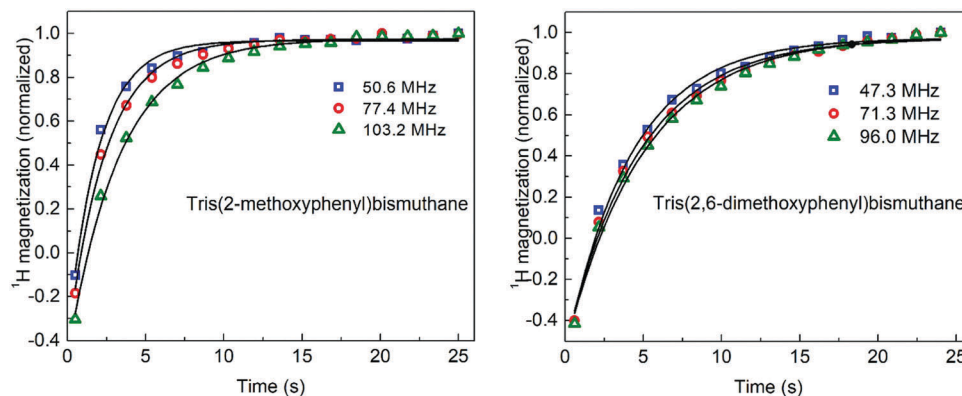 1.0
0.8
0.6
0.4
0.2
0.0
-0.2
-0.4
¹H magnetization (normalized)
50.6 MHz
77.4 MHz
103.2 MHz
Tris(2-methoxyphenyl)bismuthane
0 5 10 15 20 25
Time (s)
1.0
0.8
0.6
0.4
0.2
0.0
-0.2
-0.4
¹H magnetization (normalized)
47.3 MHz
71.3 MHz
96.0 MHz
Tris(2,6-dimethoxyphenyl)bismuthane
0 5 10 15 20 25
Time (s)